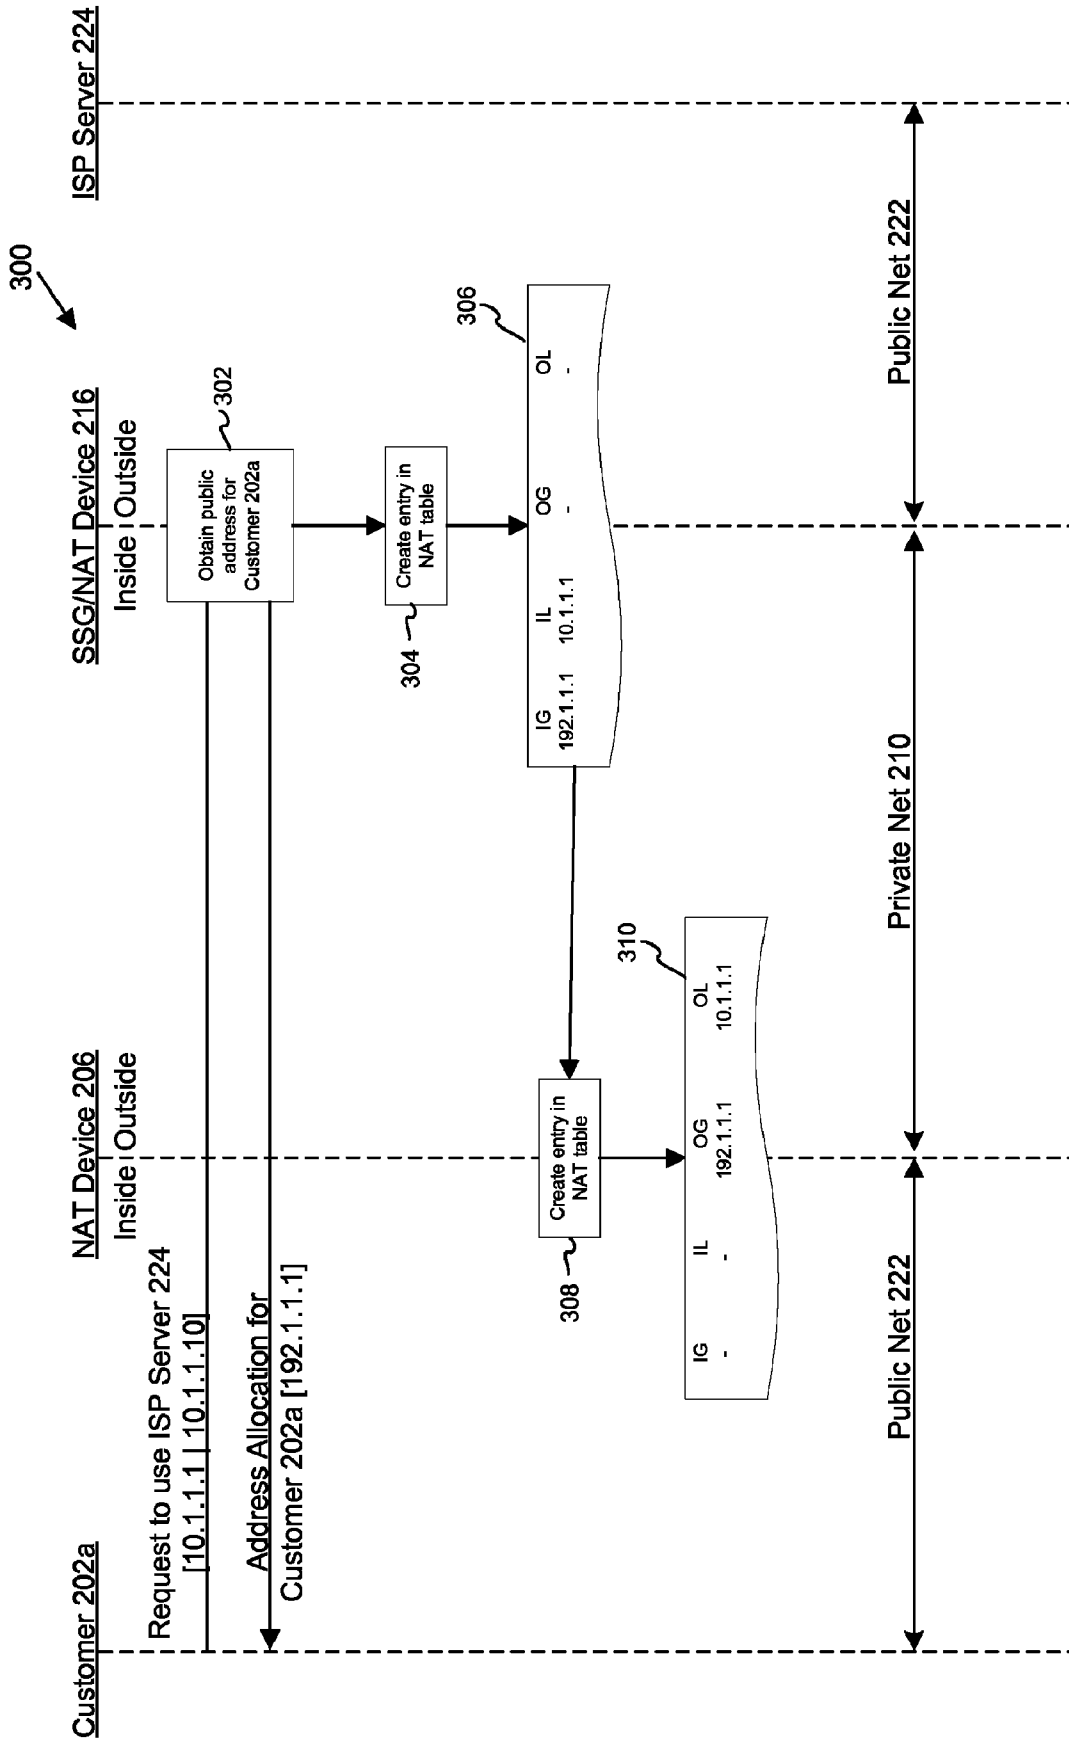 300
Customer 202a
NAT Device 206
SSG/NAT Device 216
ISP Server 224
Inside
Outside
Inside
Outside
Request to use ISP Server 224
[10.1.1.1 | 10.1.1.10]
Obtain public
address for
Customer 202a
302
Address Allocation for
Customer 202a [192.1.1.1]
Create entry in
NAT table
304
306
IG IL OG OL
192.1.1.1 10.1.1.1 - -
Create entry in
NAT table
308
310
IG IL OG OL
- - 192.1.1.1 10.1.1.1
Public Net 222
Private Net 210
Public Net 222